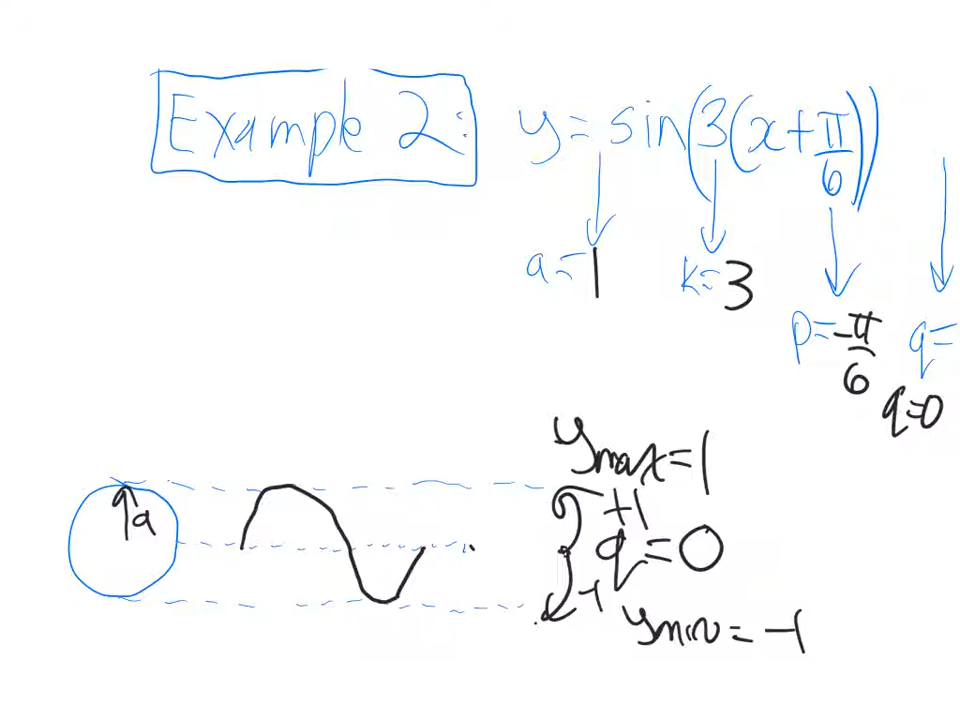 Example 2: y = sin(3(x + π/6))
a = 1 k = 3
p = -π/6 q =
q = 0
ymax = 1
a +1
q = 0
-1
ymin = -1